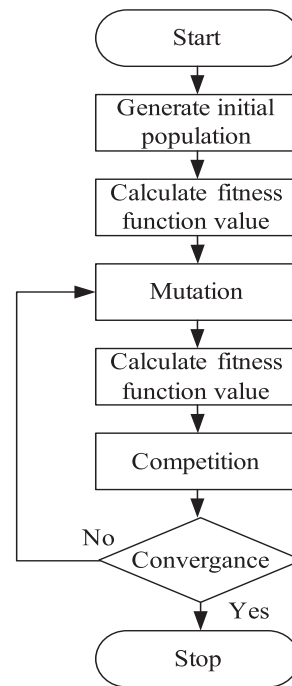 Start
Generate initial
population
Calculate fitness
function value
Mutation
Calculate fitness
function value
Competition
No
Convergance
Yes
Stop